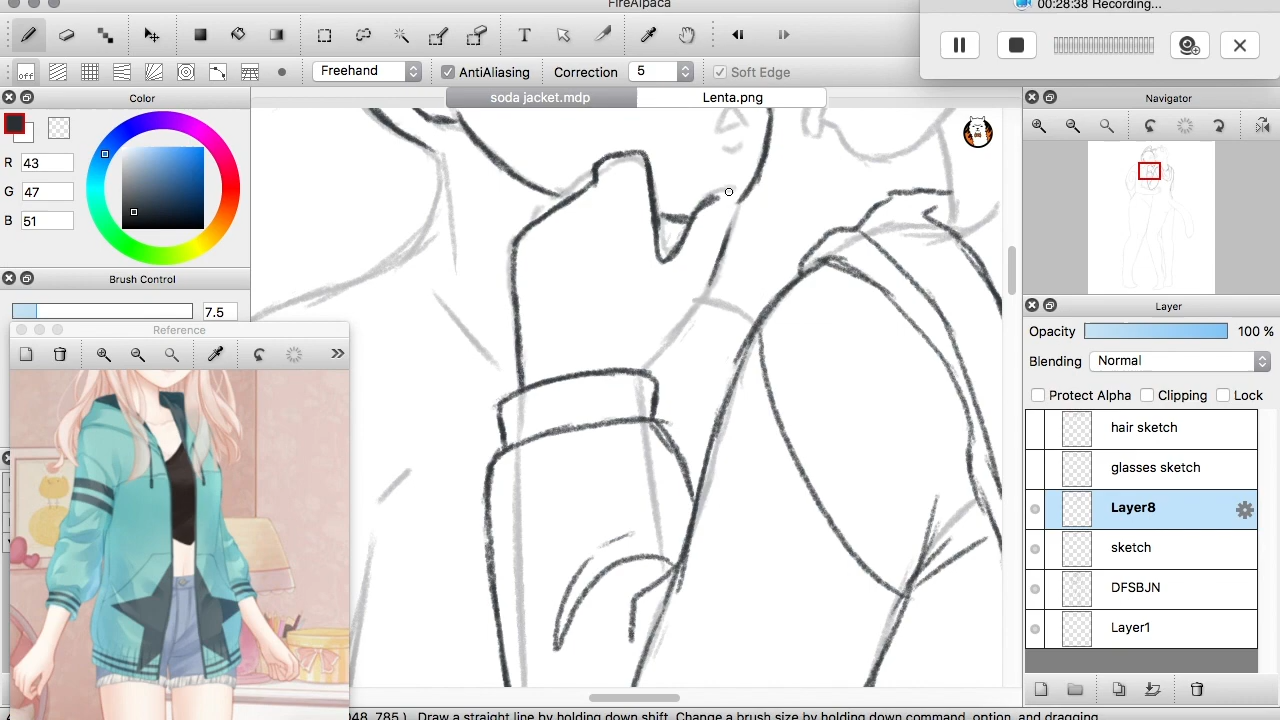 FireAlpaca
00:28:38 Recording...
off
Freehand
AntiAliasing
Correction
5
Soft Edge
Color
soda jacket.mdp
Lenta.png
Navigator
R 43
G 47
B 51
Brush Control
7.5
Reference
Layer
Opacity
100 %
Blending
Normal
Protect Alpha
Clipping
Lock
hair sketch
glasses sketch
Layer8
sketch
DFSBJN
Layer1
785 ) Draw a straight line by holding down shift, Change a brush size by holding down command, option, and dragging